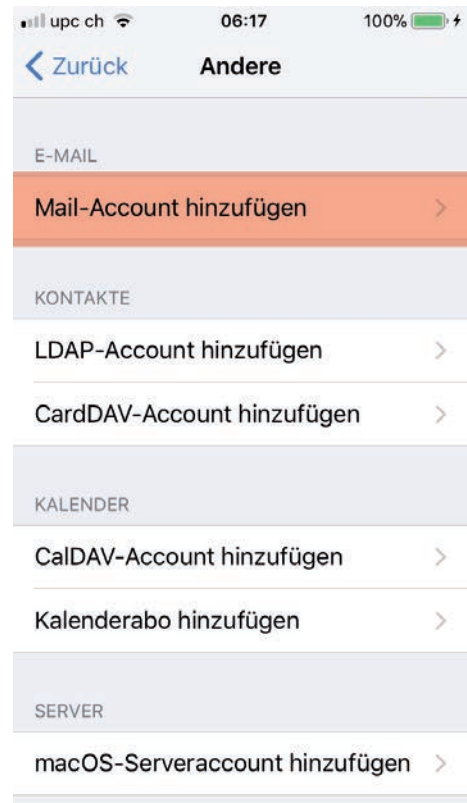 upc ch 06:17 100%
Zurück Andere
E-MAIL
Mail-Account hinzufügen
KONTAKTE
LDAP-Account hinzufügen
CardDAV-Account hinzufügen
KALENDER
CalDAV-Account hinzufügen
Kalenderabo hinzufügen
SERVER
macOS-Serveraccount hinzufügen